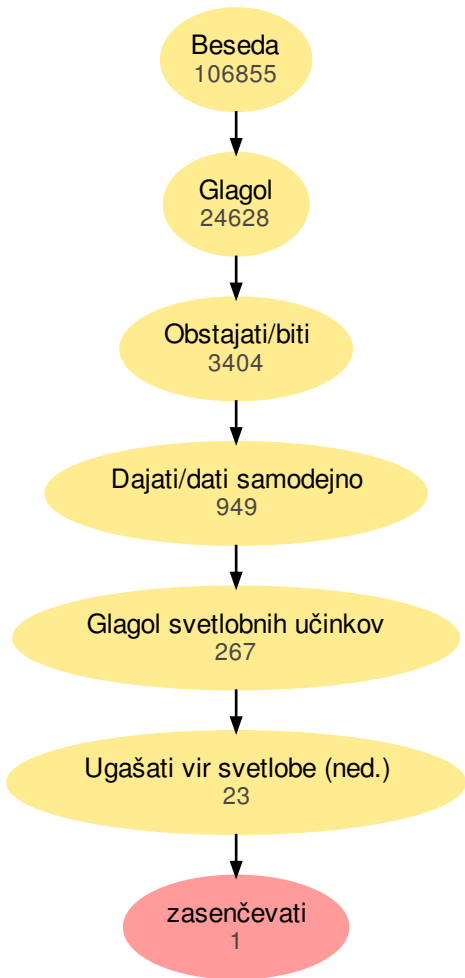 Beseda
106855
Glagol
24628
Obstajati/biti
3404
Dajati/dati samodejno
949
Glagol svetlobnih učinkov
267
Ugašati vir svetlobe (ned.)
23
zasenčevati
1